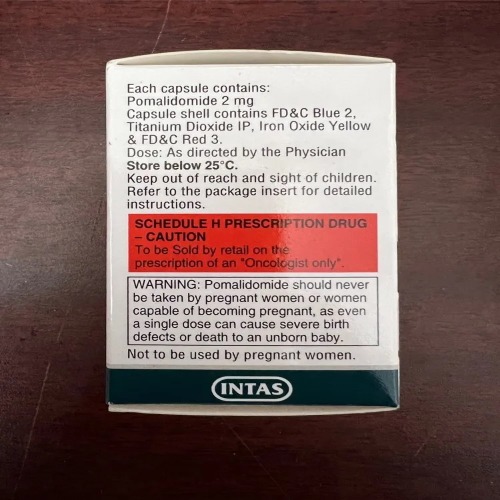 Each capsule contains:
Pomalidomide 2 mg
Capsule shell contains FD&C Blue 2,
Titanium Dioxide IP, Iron Oxide Yellow
& FD&C Red 3.
Dose: As directed by the Physician
Store below 25°C.
Keep out of reach and sight of children.
Refer to the package insert for detailed
instructions.
SCHEDULE H PRESCRIPTION DRUG
– CAUTION
To be Sold by retail on the
prescription of an "Oncologist only".
WARNING: Pomalidomide should never
be taken by pregnant women or women
capable of becoming pregnant, as even
a single dose can cause severe birth
defects or death to an unborn baby.
Not to be used by pregnant women.
INTAS